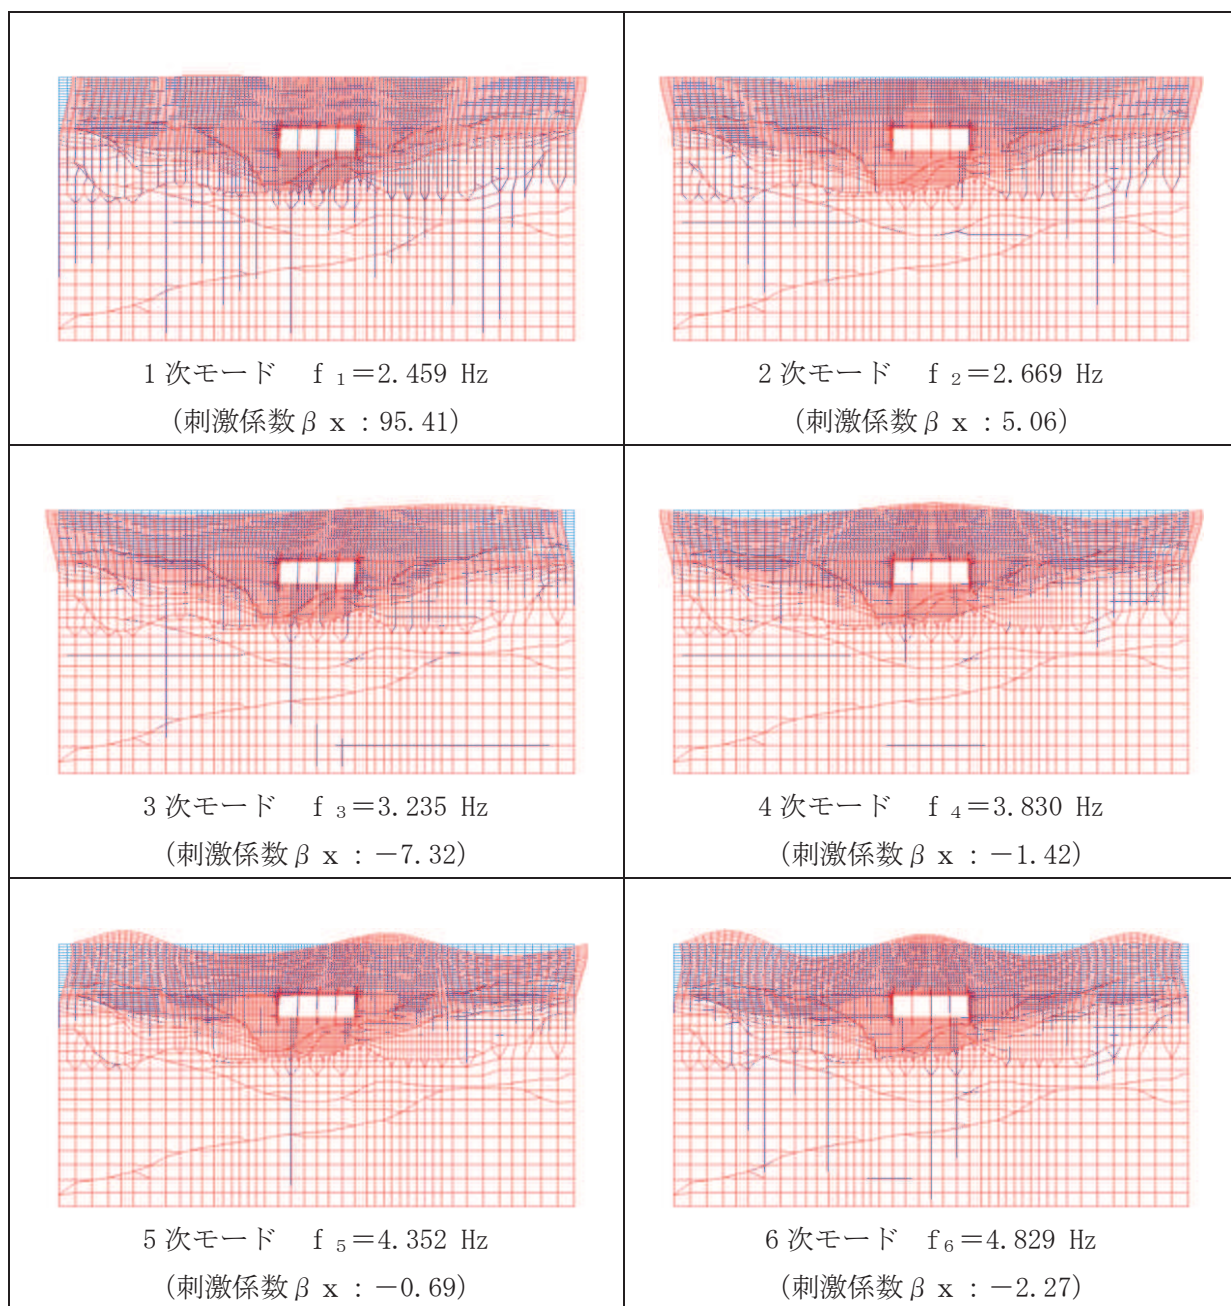 1次モード f 1=2.459 Hz
(刺激係数β x :95.41)
2次モード f 2=2.669 Hz
(刺激係数β x :5.06)
3次モード f 3=3.235 Hz
(刺激係数β x :-7.32)
4次モード f 4=3.830 Hz
(刺激係数β x :-1.42)
5次モード f 5=4.352 Hz
(刺激係数β x :-0.69)
6次モード f 6=4.829 Hz
(刺激係数β x :-2.27)